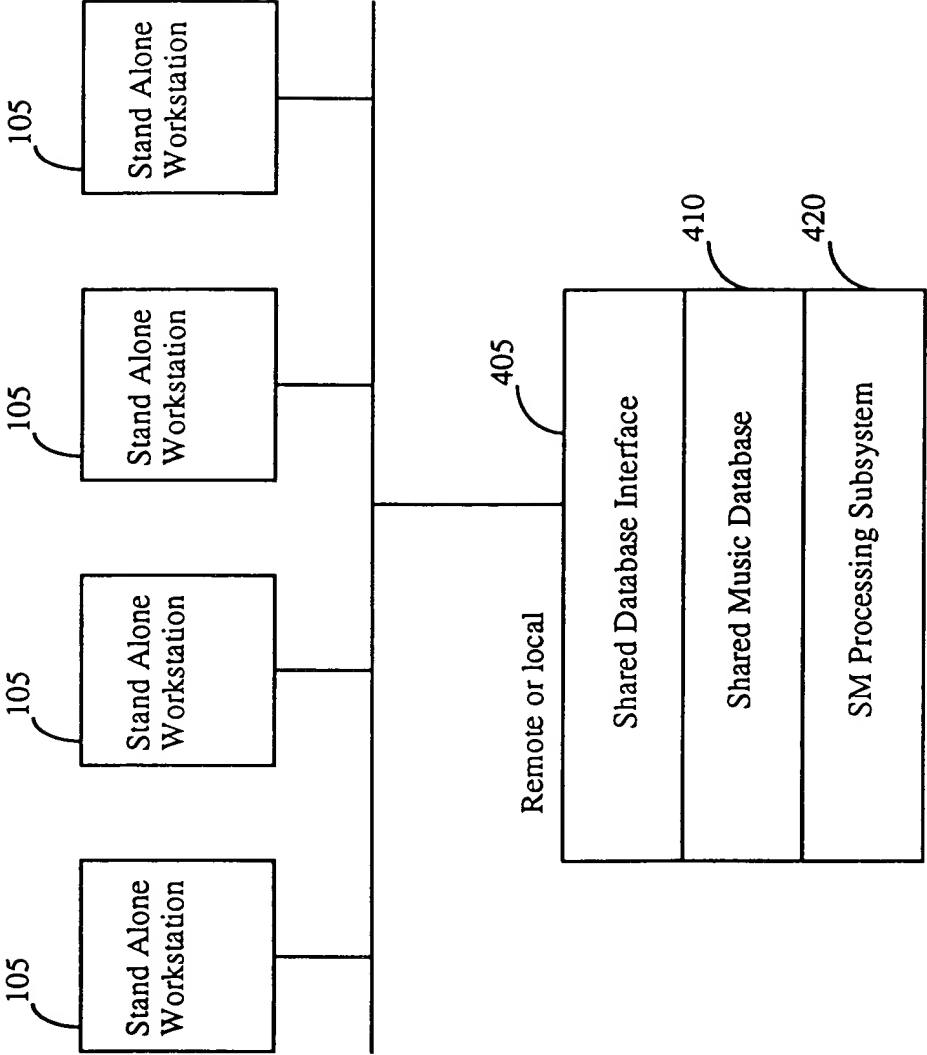 105
105
105
105
Stand Alone
Workstation
Stand Alone
Workstation
Stand Alone
Workstation
Stand Alone
Workstation
Remote or local
405
Shared Database Interface
410
Shared Music Database
420
SM Processing Subsystem